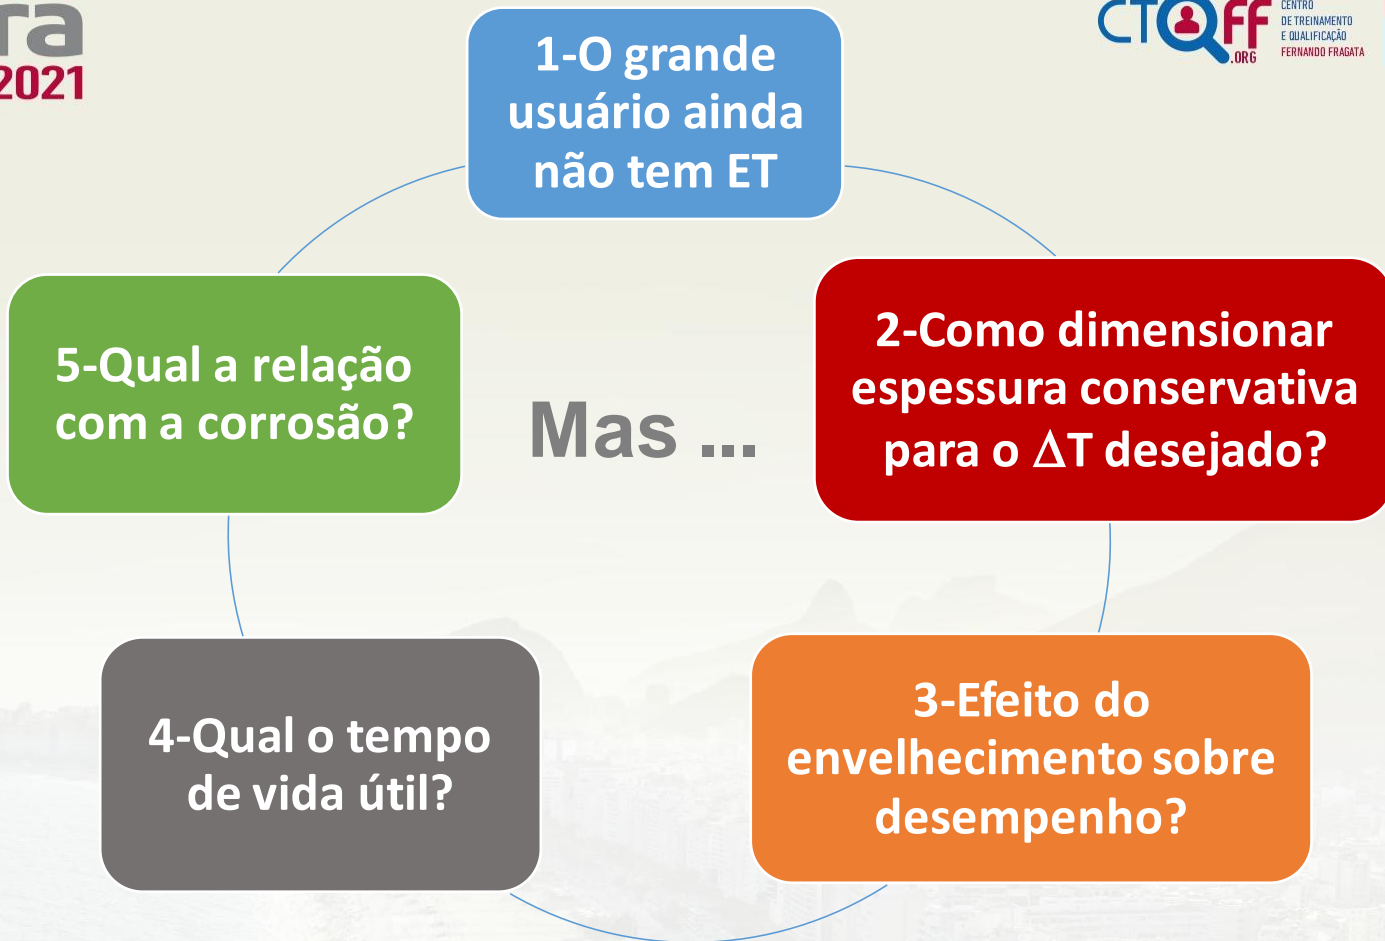 2021
CTQFF
.ORG
CENTRO
DE TREINAMENTO
E QUALIFICAÇÃO
FERNANDO FRAGATA
1-O grande
usuário ainda
não tem ET
2-Como dimensionar
espessura conservativa
para o ΔT desejado?
5-Qual a relação
com a corrosão?
Mas ...
3-Efeito do
envelhecimento sobre
desempenho?
4-Qual o tempo
de vida útil?